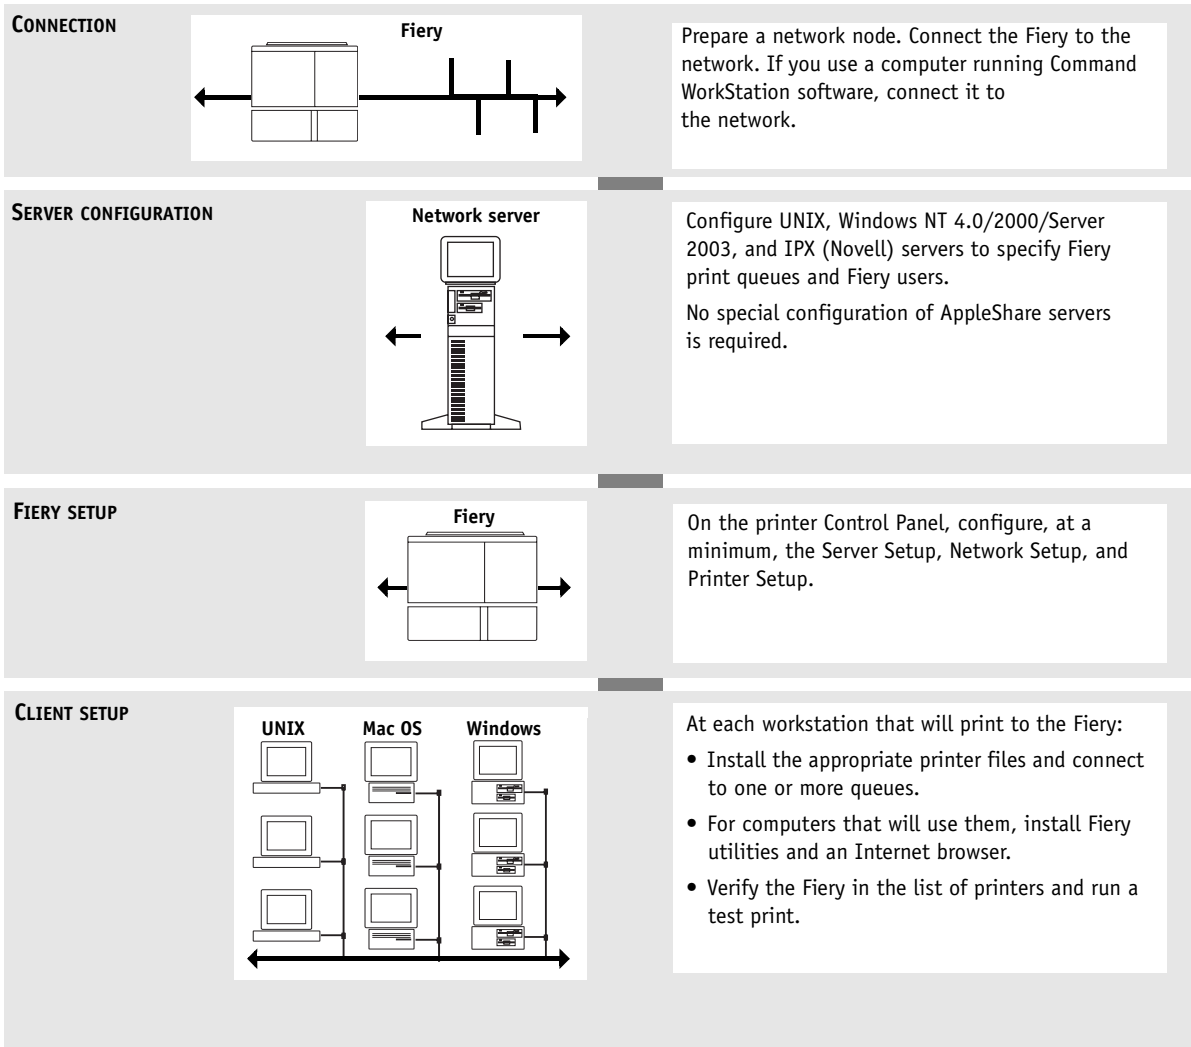 CONNECTION
Fiery
Prepare a network node. Connect the Fiery to the
network. If you use a computer running Command
WorkStation software, connect it to
the network.
SERVER CONFIGURATION
Network server
Configure UNIX, Windows NT 4.0/2000/Server
2003, and IPX (Novell) servers to specify Fiery
print queues and Fiery users.
No special configuration of AppleShare servers
is required.
FIERY SETUP
Fiery
On the printer Control Panel, configure, at a
minimum, the Server Setup, Network Setup, and
Printer Setup.
CLIENT SETUP
UNIX Mac OS Windows
At each workstation that will print to the Fiery:
• Install the appropriate printer files and connect
to one or more queues.
• For computers that will use them, install Fiery
utilities and an Internet browser.
• Verify the Fiery in the list of printers and run a
test print.